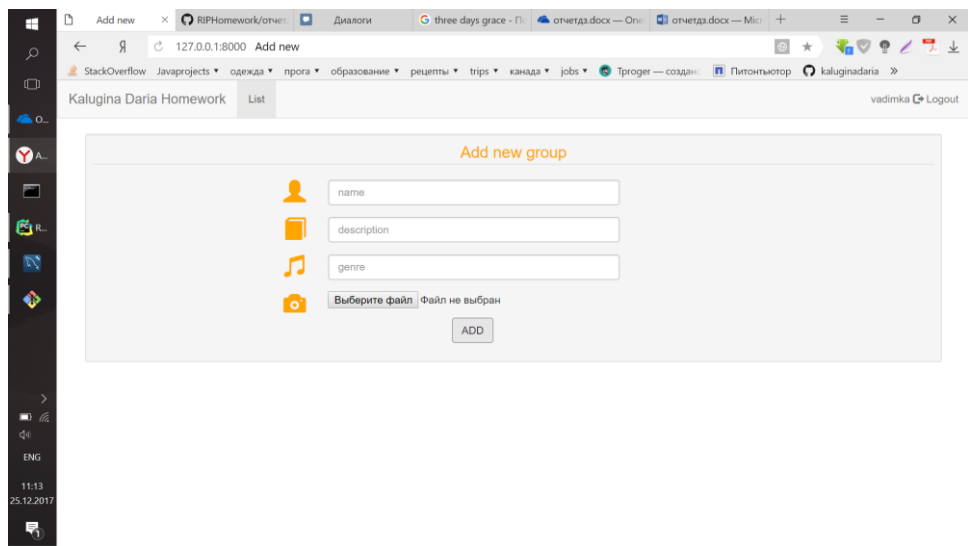 Add new
RIPHomework/отчет
Диалоги
three days grace - П
отчетдз.docx — One
отчетдз.docx — Mic
Я
127.0.0.1:8000 Add new
StackOverflow Javaprojects одежда прога образование рецепты trips канада jobs Tproger — создан Питонтьютор kaluginadaria »
Kalugina Daria Homework List vadimka Logout
Add new group
name
description
genre
Выберите файл Файл не выбран
ADD
O...
A...
R...
ENG
11:13
25.12.2017
1